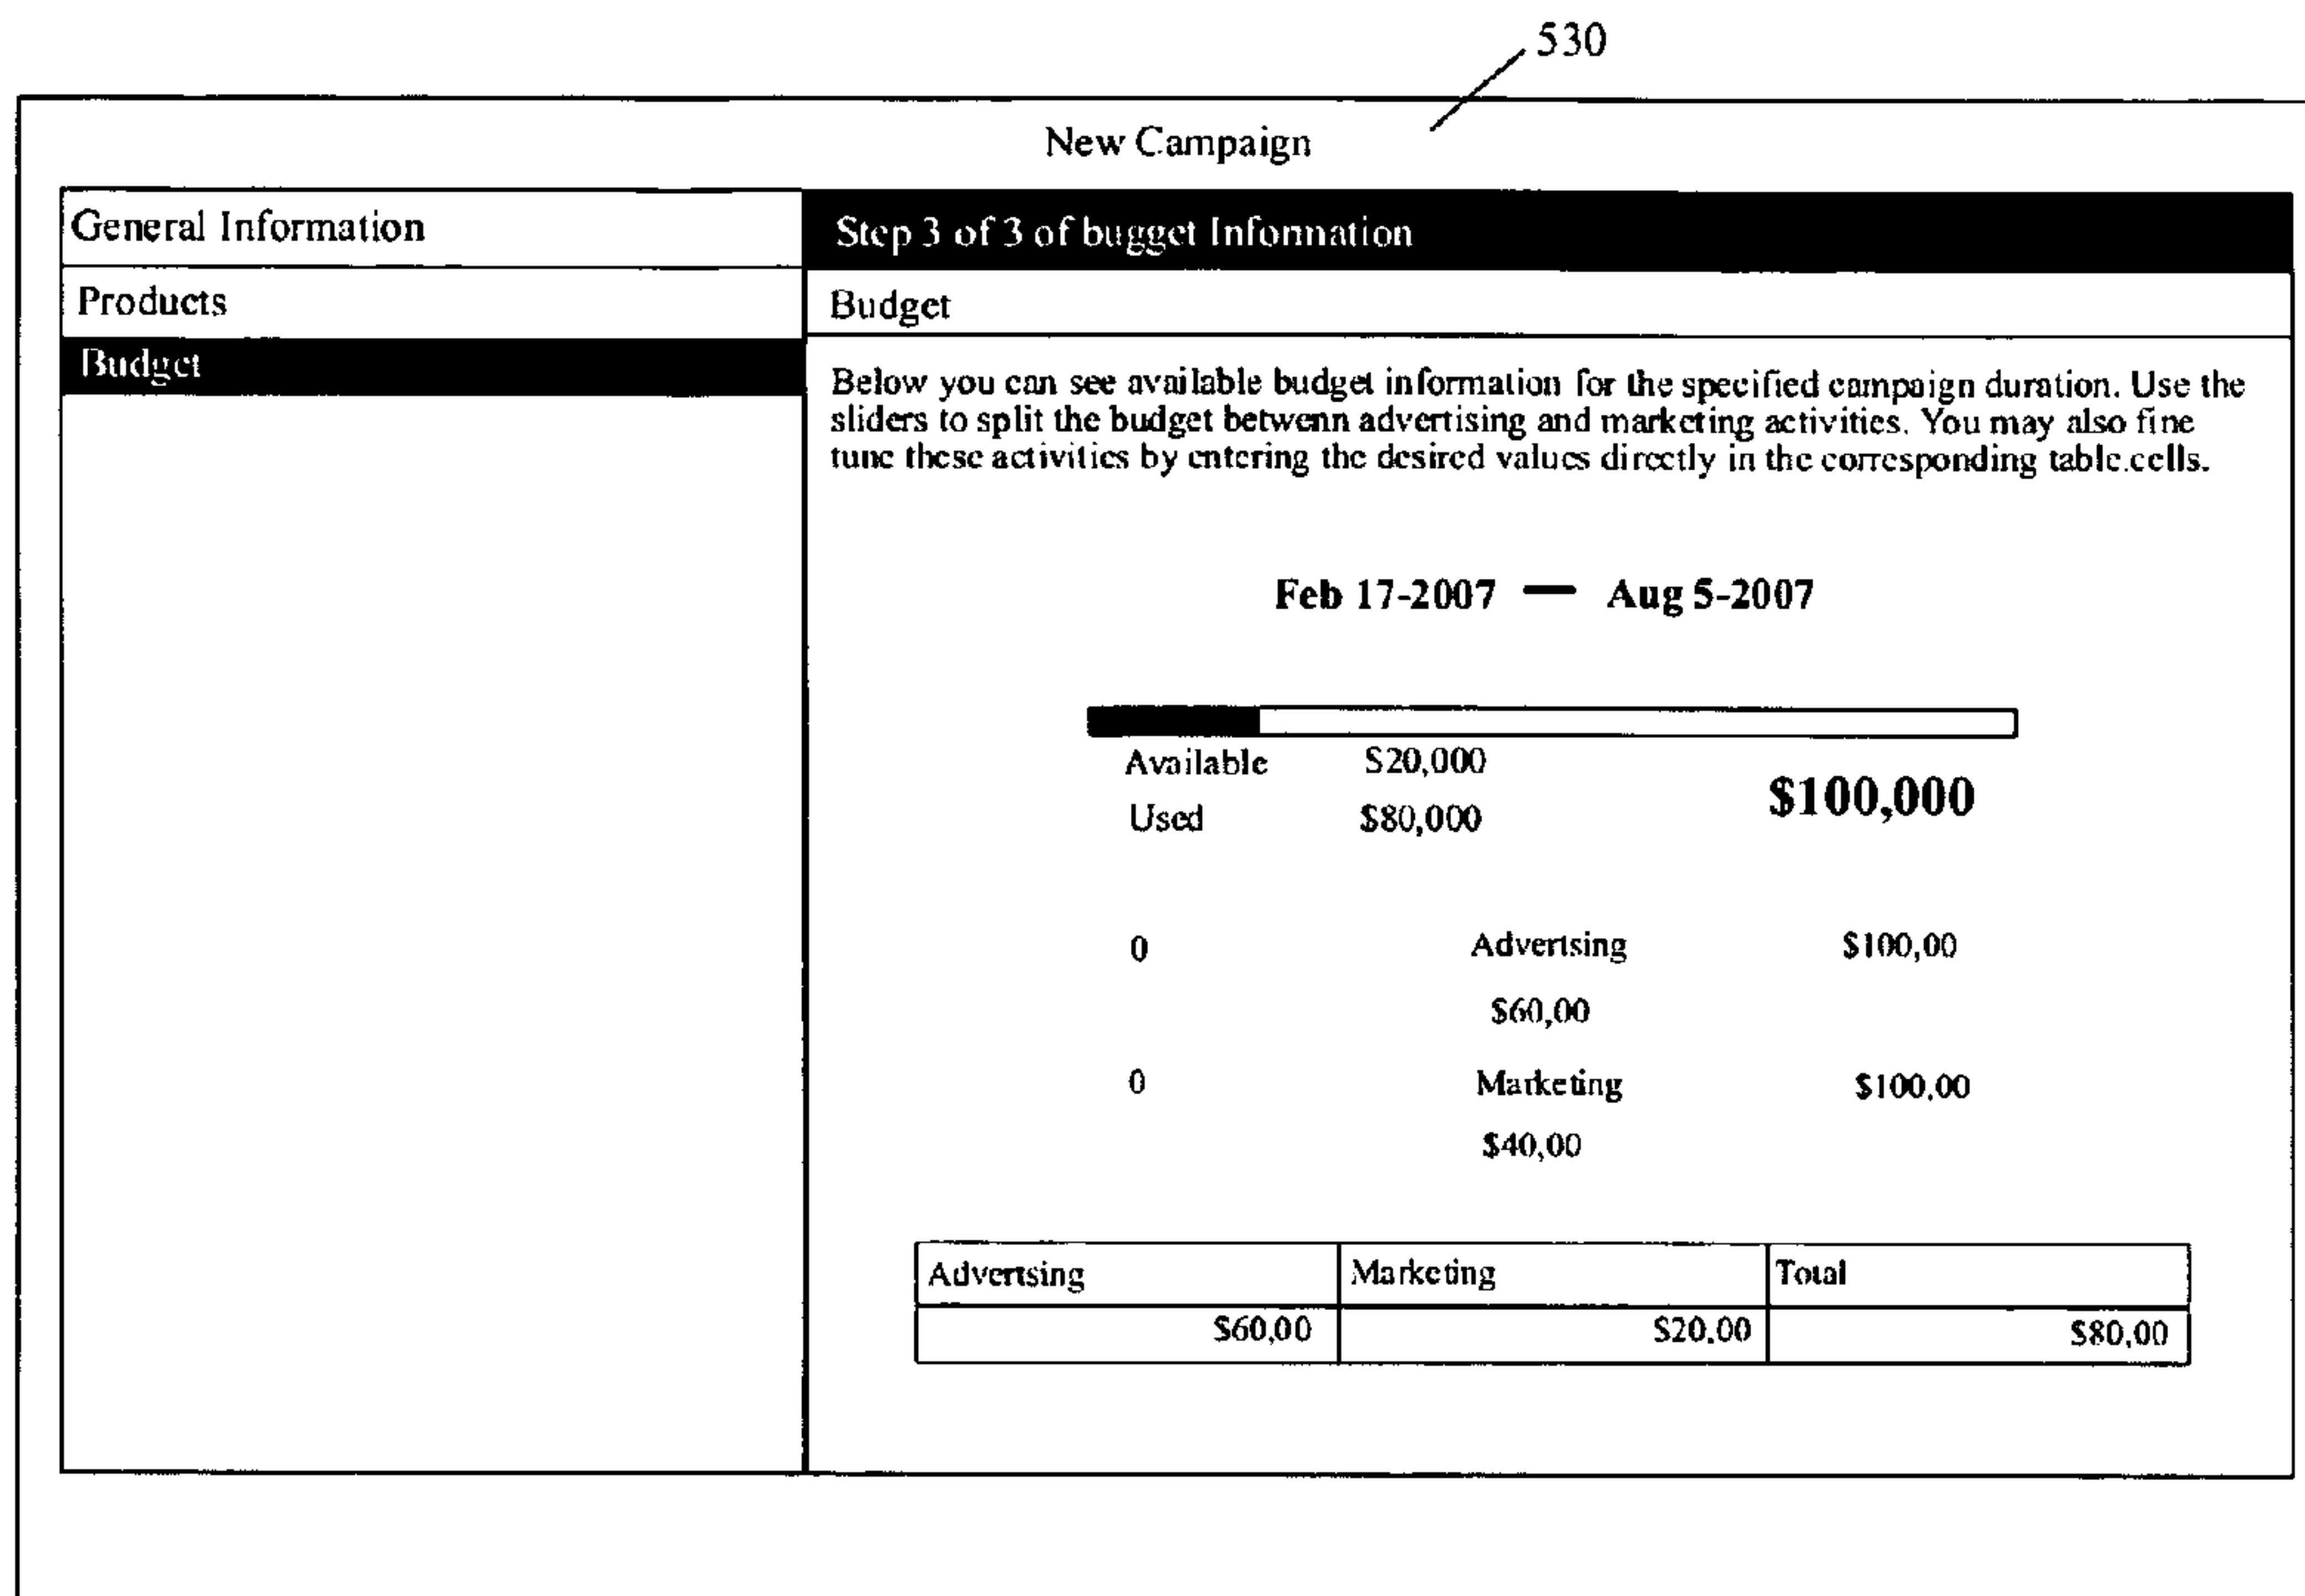 530
New Campaign
General Information
Products
Budget
Step 3 of 3 of bugget Information
Budget
Below you can see available budget information for the specified campaign duration. Use the
sliders to split the budget betwenn advertising and marketing activities. You may also fine
tune these activities by entering the desired values directly in the corresponding table.cells.
Feb 17-2007 — Aug 5-2007
Available $20,000
Used $80,000
$100,000
0 Advertsing $100,00
$60,00
0 Marketing $100.00
$40,00
Advertsing Marketing Total
$60,00 $20.00 $80,00